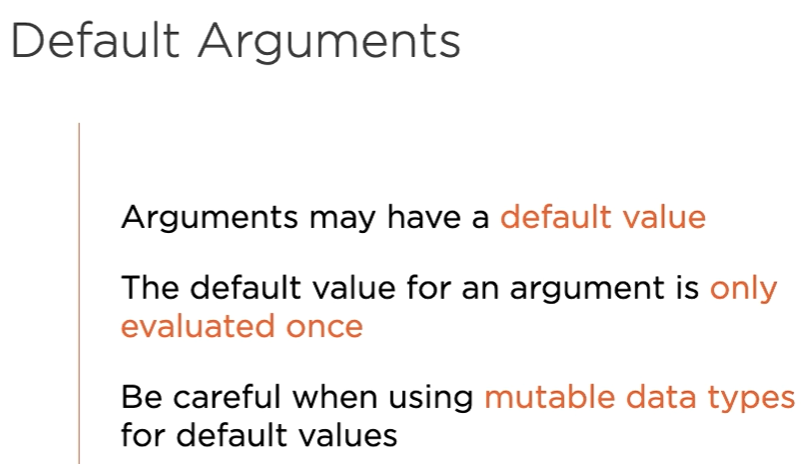 Default Arguments
Arguments may have a default value
The default value for an argument is only
evaluated once
Be careful when using mutable data types
for default values